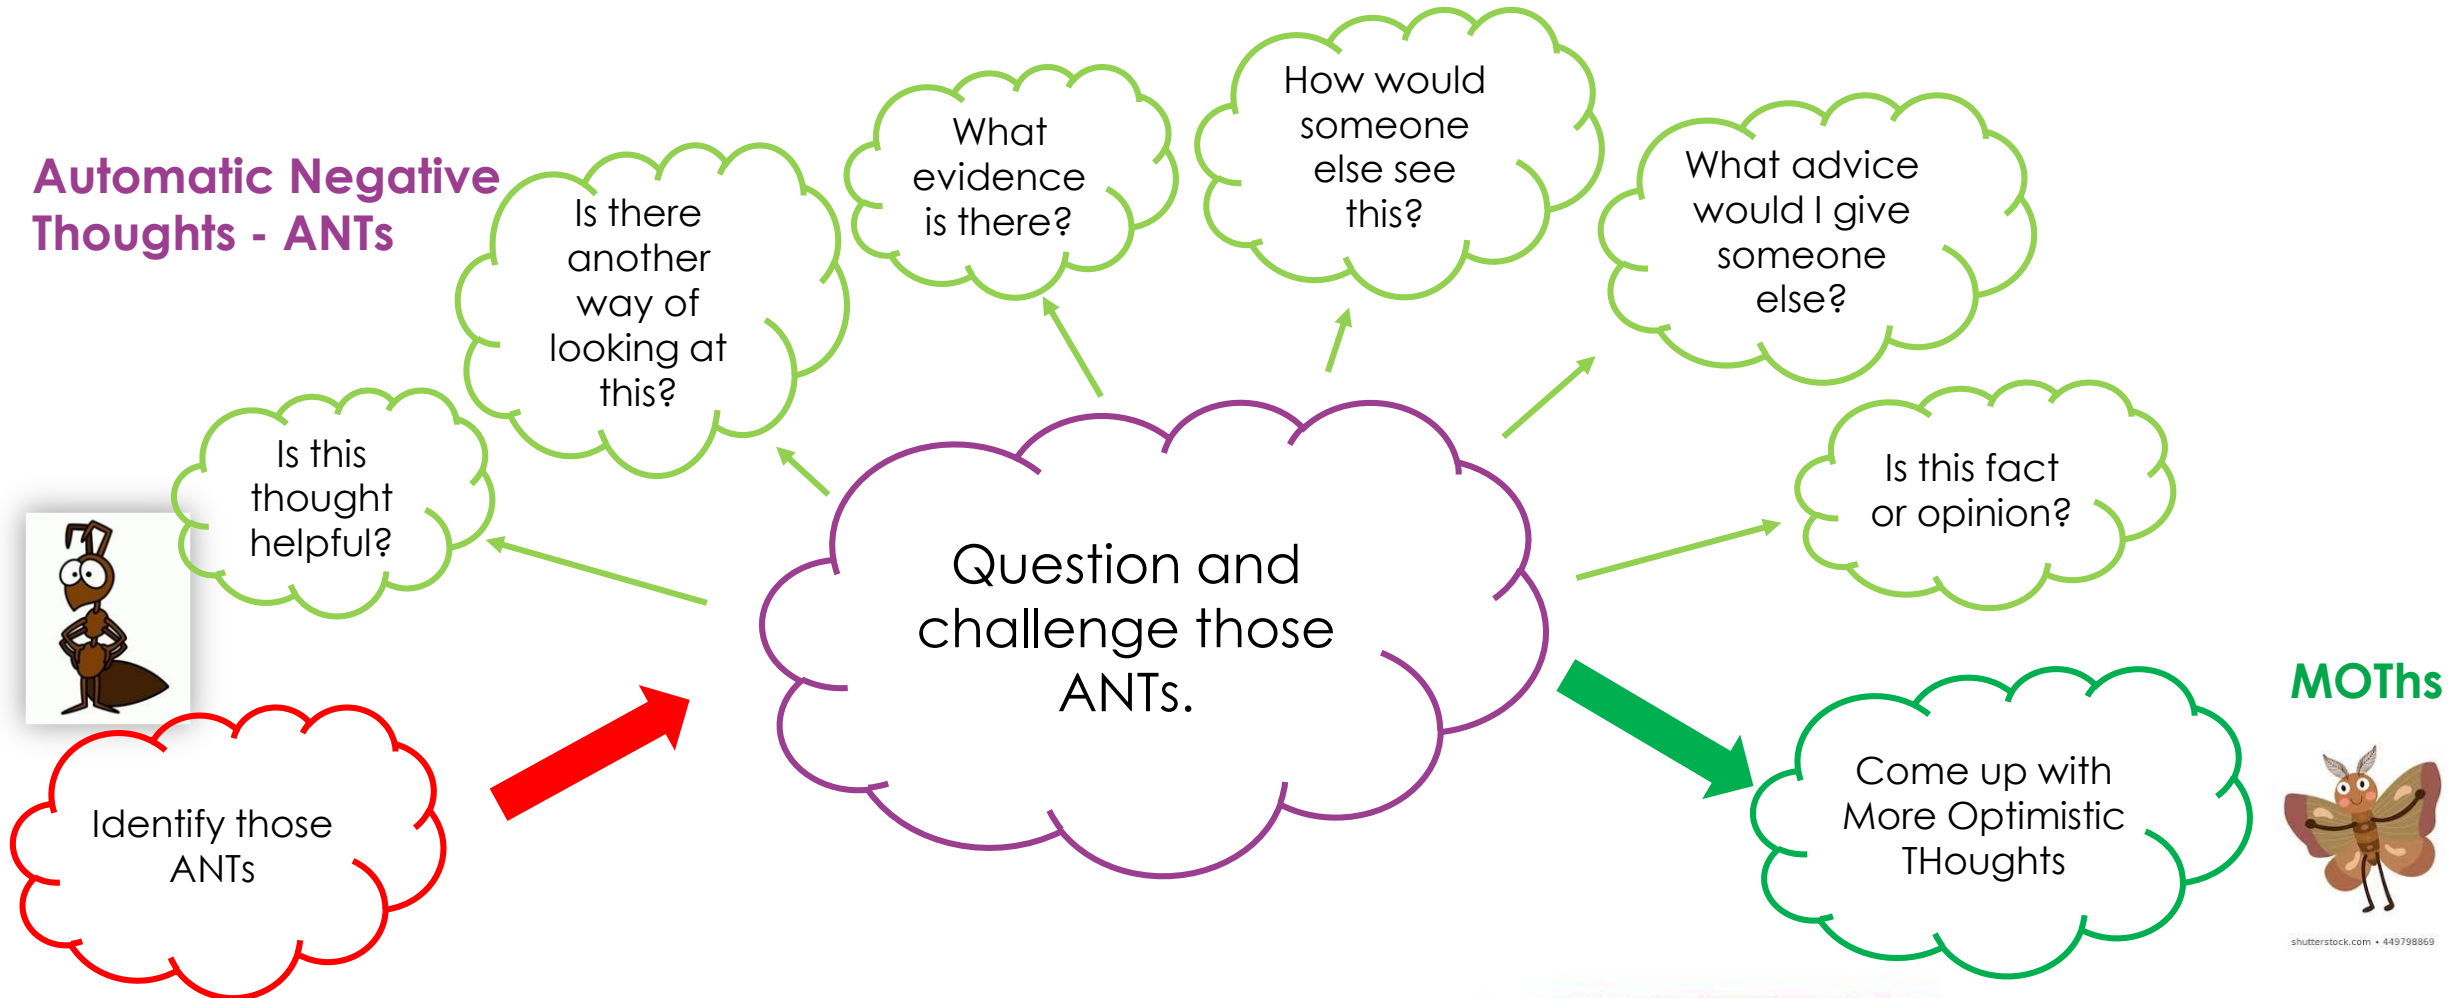 Automatic Negative
Thoughts - ANTs
Is this
thought
helpful?
Is there
another
way of
looking at
this?
What
evidence
is there?
How would
someone
else see
this?
What advice
would I give
someone
else?
Is this fact
or opinion?
Question and
challenge those
ANTs.
Identify those
ANTs
MOThs
Come up with
More Optimistic
THoughts
shutterstock.com • 449798869